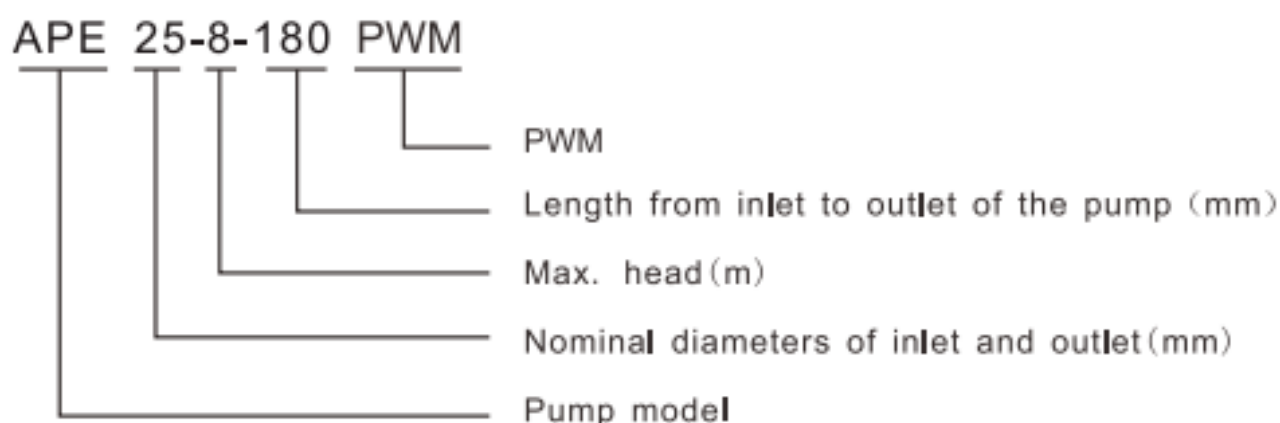 APE 25-8-180 PWM
PWM
Length from inlet to outlet of the pump（mm）
Max. head（m）
Nominal diameters of inlet and outlet（mm）
Pump model